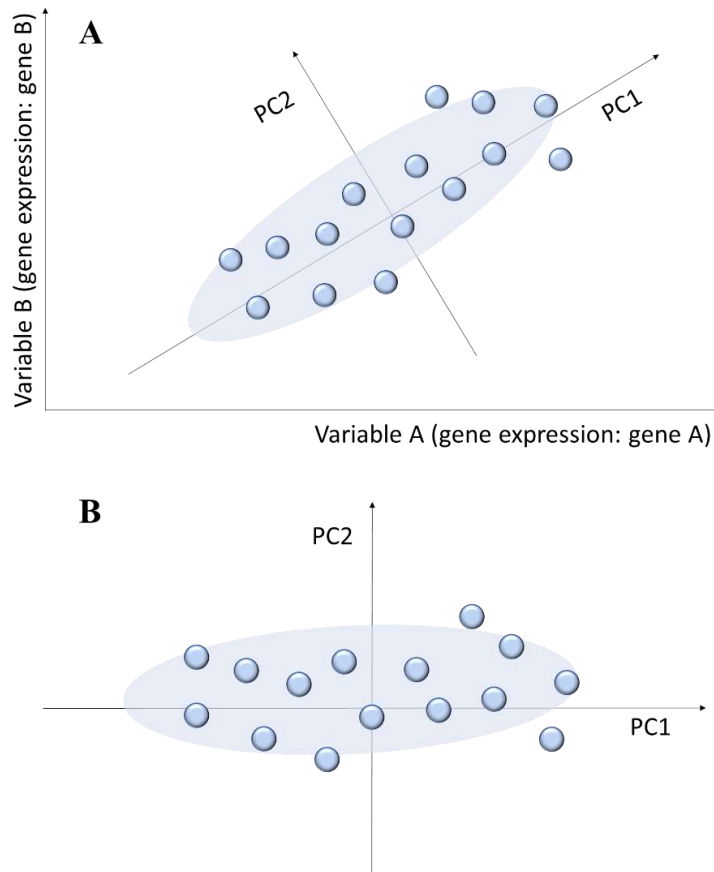 A
Variable B (gene expression: gene B)
PC2
PC1
Variable A (gene expression: gene A)
B
PC2
PC1